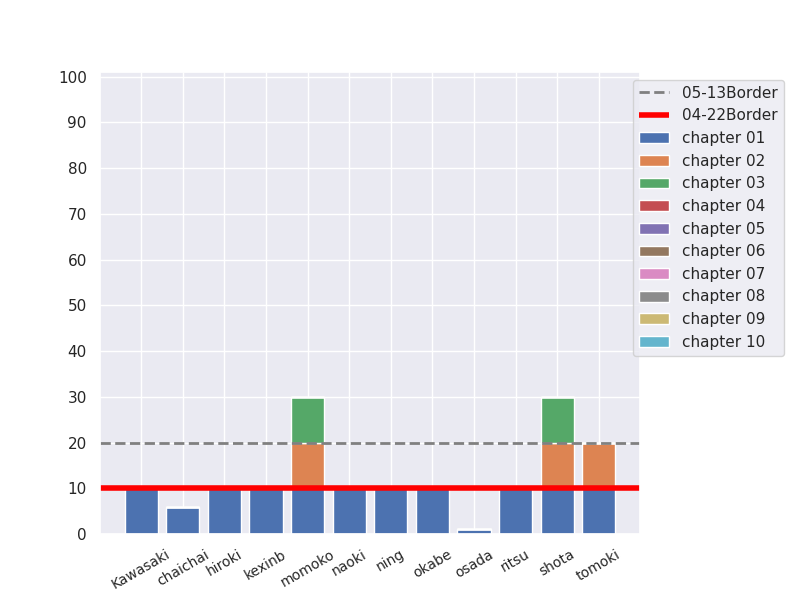 100
90
80
70
60
50
40
30
20
10
0
Kawasaki
chaichai
hiroki
kexinb
momoko
naoki
ning
okabe
osada
ritsu
shota
tomoki
05-13Border
04-22Border
chapter 01
chapter 02
chapter 03
chapter 04
chapter 05
chapter 06
chapter 07
chapter 08
chapter 09
chapter 10